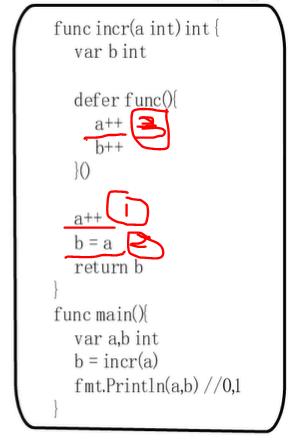 func incr(a int) int {
var b int
defer func(){
a++ 3
b++
}()
a++ 1
b = a 2
return b
}
func main(){
var a,b int
b = incr(a)
fmt.Println(a,b) //0,1
}